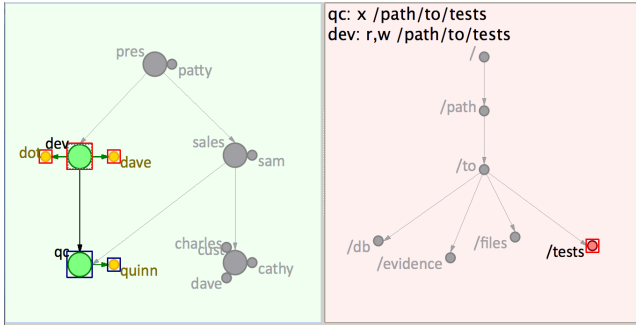 qc: x /path/to/tests
dev: r,w /path/to/tests
pres
patty
dev
dot
dave
sales
sam
qc
quinn
charles
cust
dave
cathy
/
/path
/to
/db
/evidence
/files
/tests